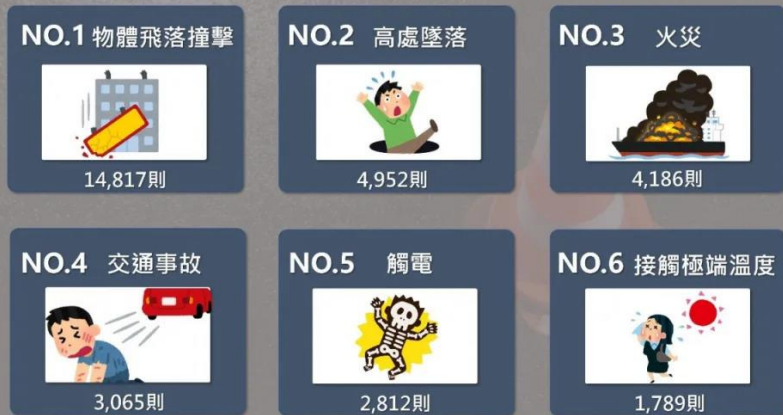 NO.1 物體飛落撞擊
14,817則
NO.2 高處墜落
4,952則
NO.3 火災
4,186則
NO.4 交通事故
3,065則
NO.5 觸電
2,812則
NO.6 接觸極端溫度
1,789則